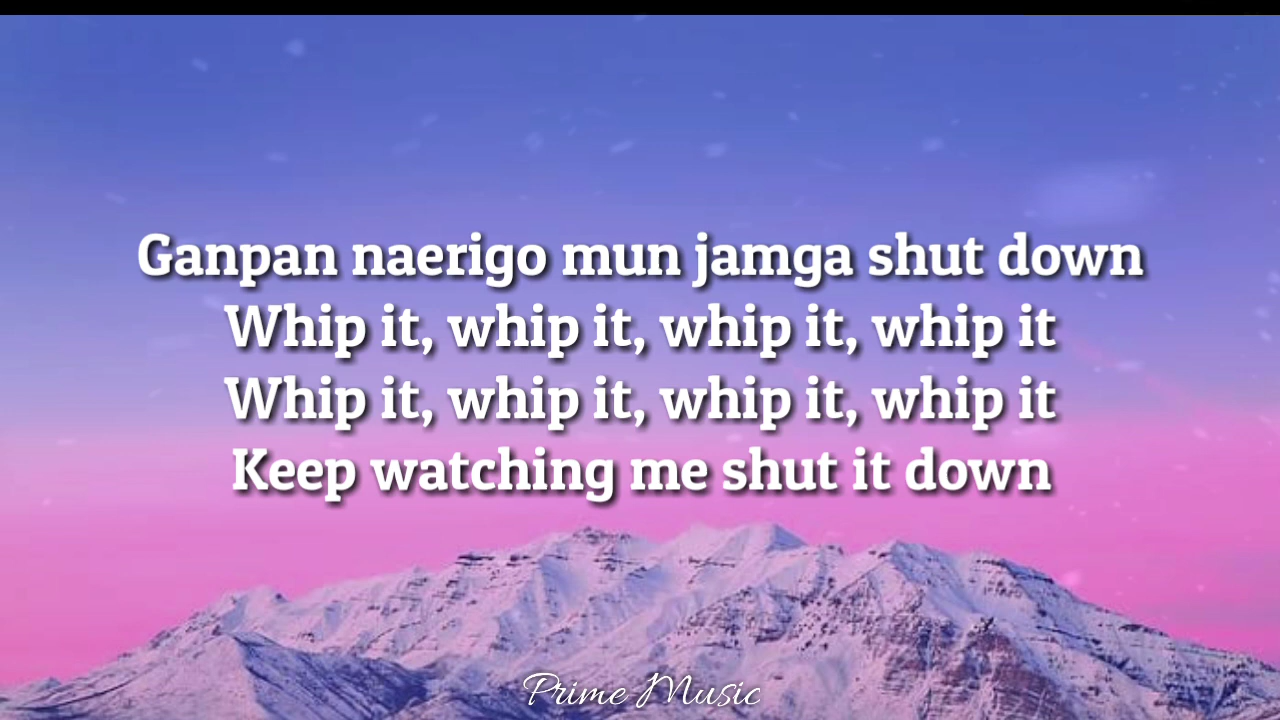 Ganpan naerigo mun jamga shut down
Whip it, whip it, whip it, whip it
Whip it, whip it, whip it, whip it
Keep watching me shut it down
Prime Music